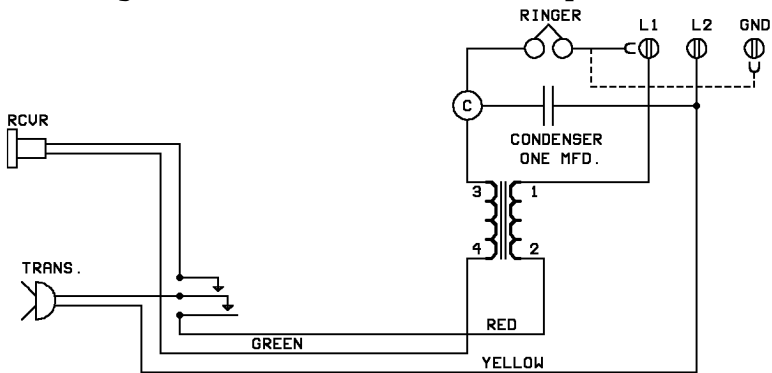 RINGER
L1
L2
GND
C
RCVR
CONDENSER
ONE MFD.
3
1
4
2
TRANS.
RED
GREEN
YELLOW